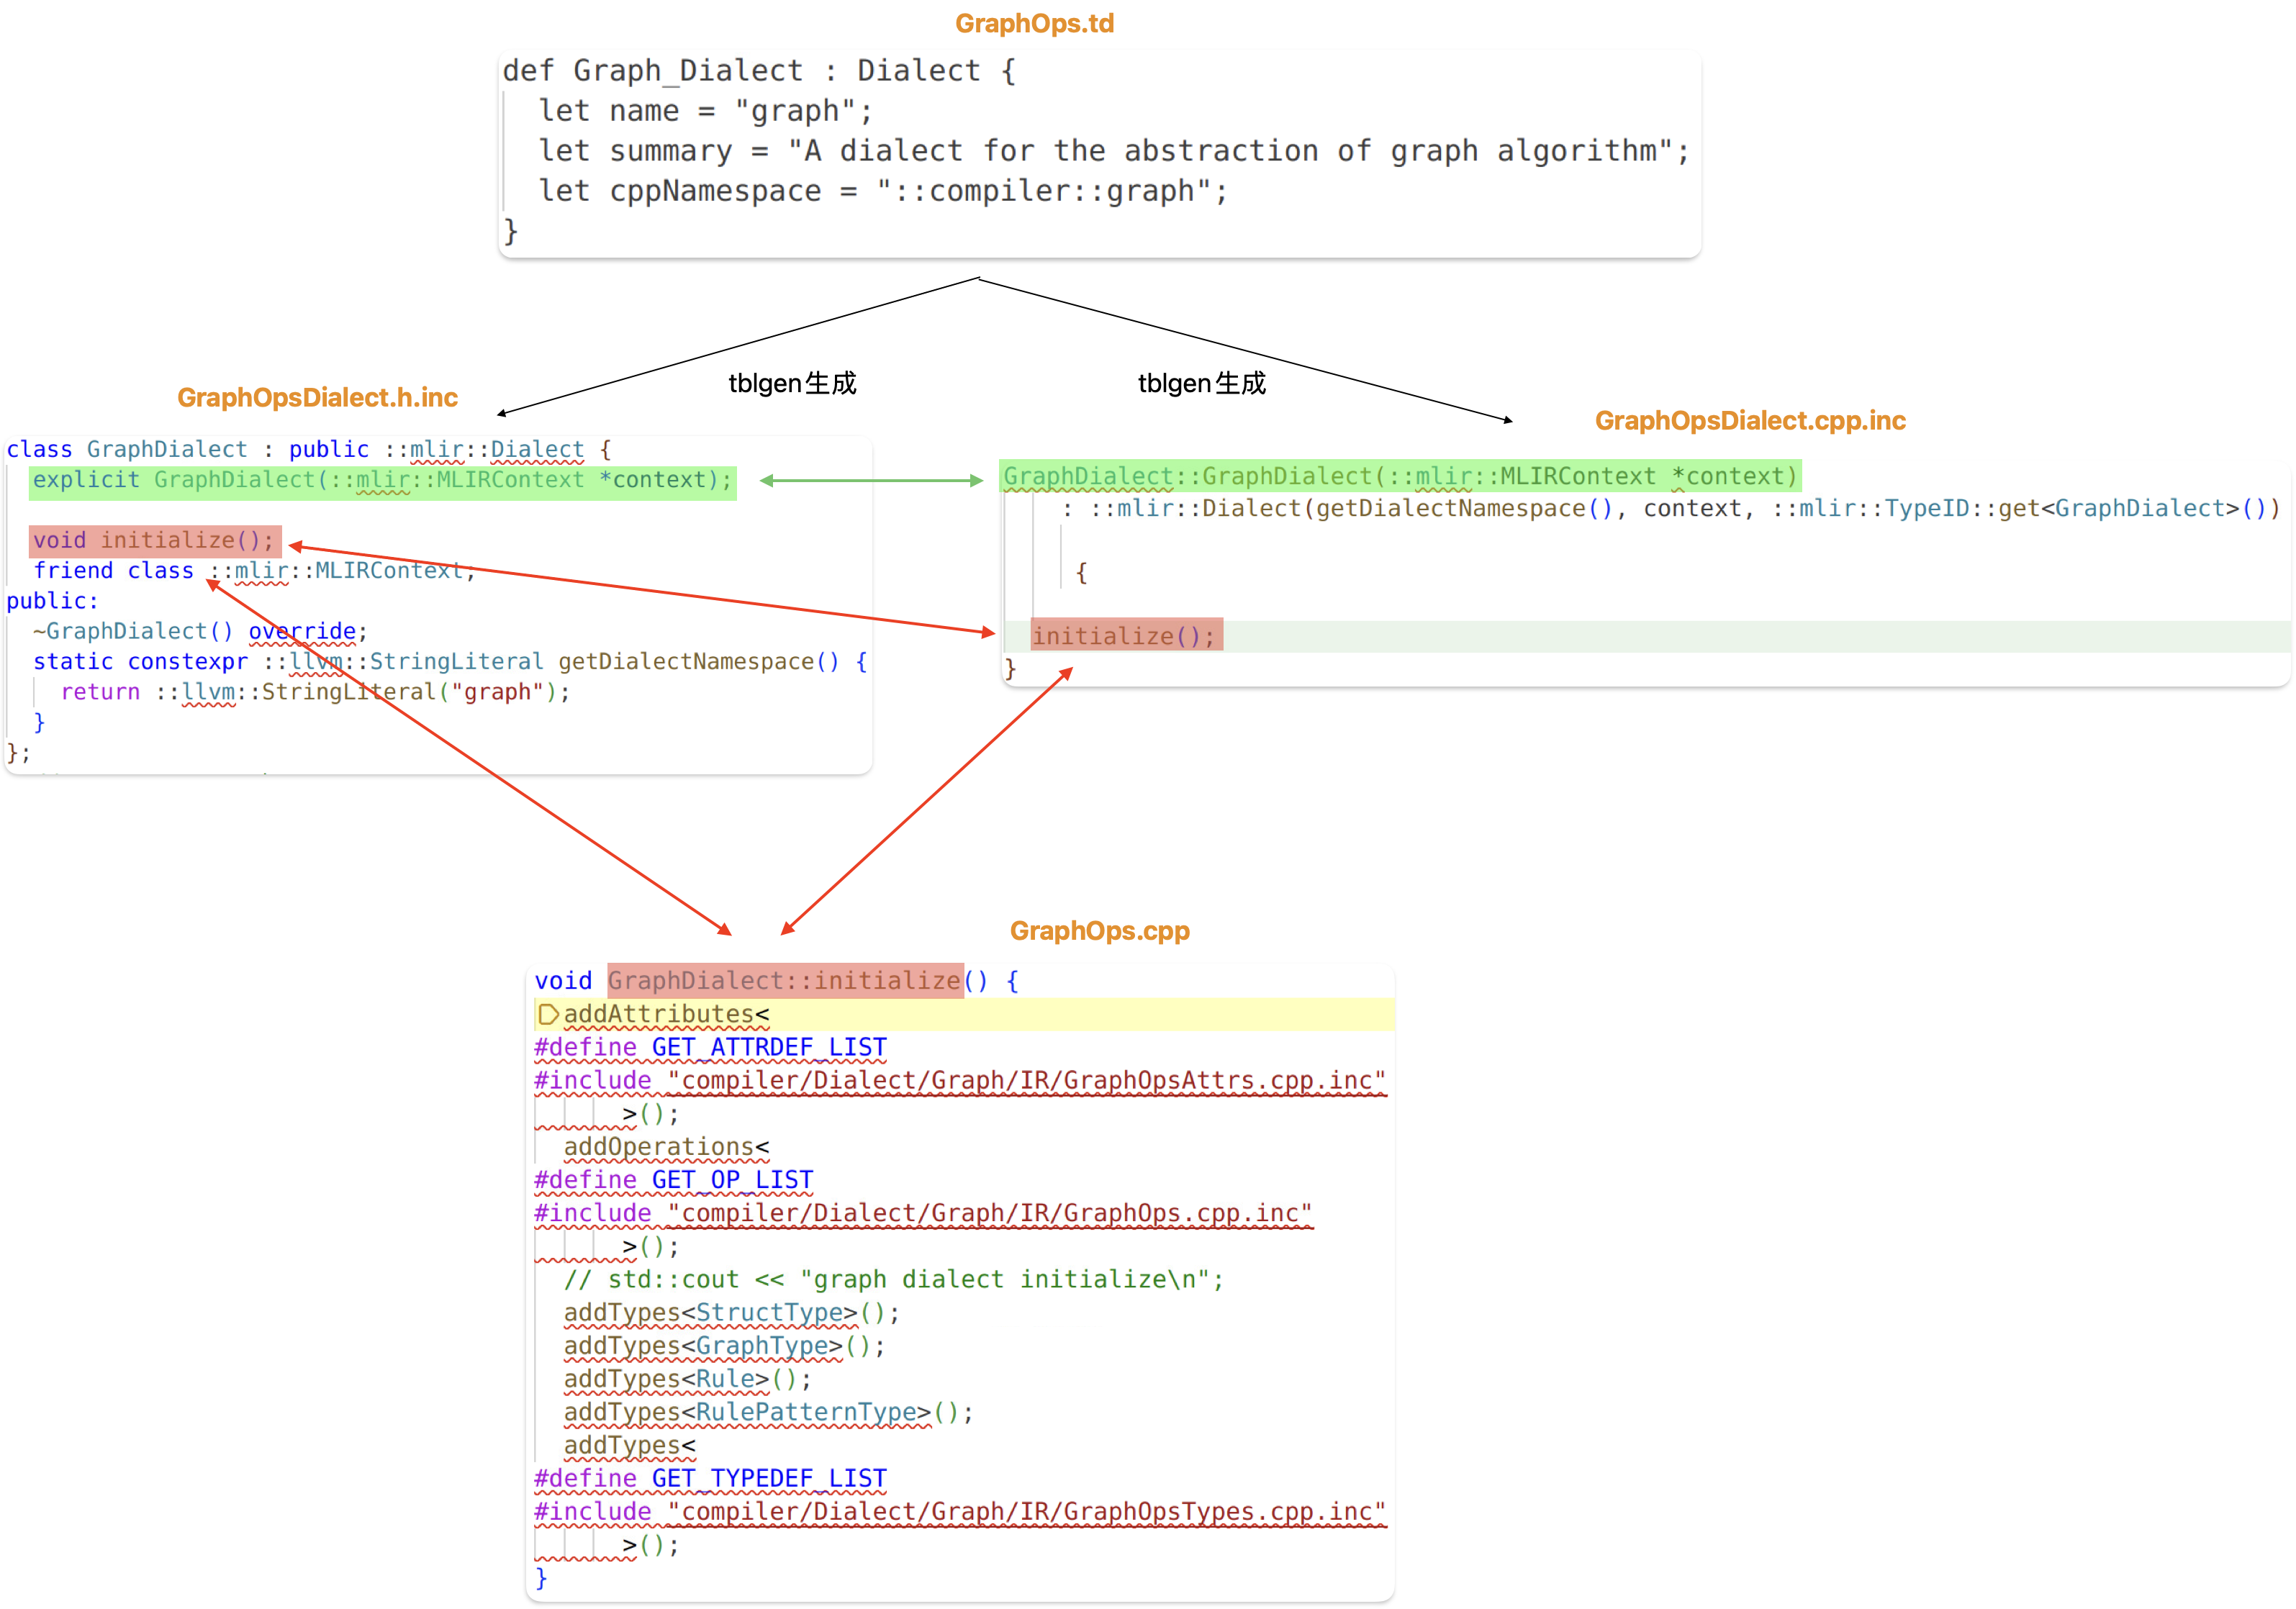 GraphOps.td
def Graph_Dialect : Dialect {
  let name = "graph";
  let summary = "A dialect for the abstraction of graph algorithm";
  let cppNamespace = "::compiler::graph";
}
tblgen生成
tblgen生成
GraphOpsDialect.h.inc
class GraphDialect : public ::mlir::Dialect {
  explicit GraphDialect(::mlir::MLIRContext *context);
  void initialize();
  friend class ::mlir::MLIRContext;
public:
  ~GraphDialect() override;
  static constexpr ::llvm::StringLiteral getDialectNamespace() {
    return ::llvm::StringLiteral("graph");
  }
};
GraphOpsDialect.cpp.inc
GraphDialect::GraphDialect(::mlir::MLIRContext *context)
    : ::mlir::Dialect(getDialectNamespace(), context, ::mlir::TypeID::get<GraphDialect>())
     {
  initialize();
}
GraphOps.cpp
void GraphDialect::initialize() {
  addAttributes<
#define GET_ATTRDEF_LIST
#include "compiler/Dialect/Graph/IR/GraphOpsAttrs.cpp.inc"
      >();
  addOperations<
#define GET_OP_LIST
#include "compiler/Dialect/Graph/IR/GraphOps.cpp.inc"
      >();
  // std::cout << "graph dialect initialize\n";
  addTypes<StructType>();
  addTypes<GraphType>();
  addTypes<Rule>();
  addTypes<RulePatternType>();
  addTypes<
#define GET_TYPEDEF_LIST
#include "compiler/Dialect/Graph/IR/GraphOpsTypes.cpp.inc"
      >();
}